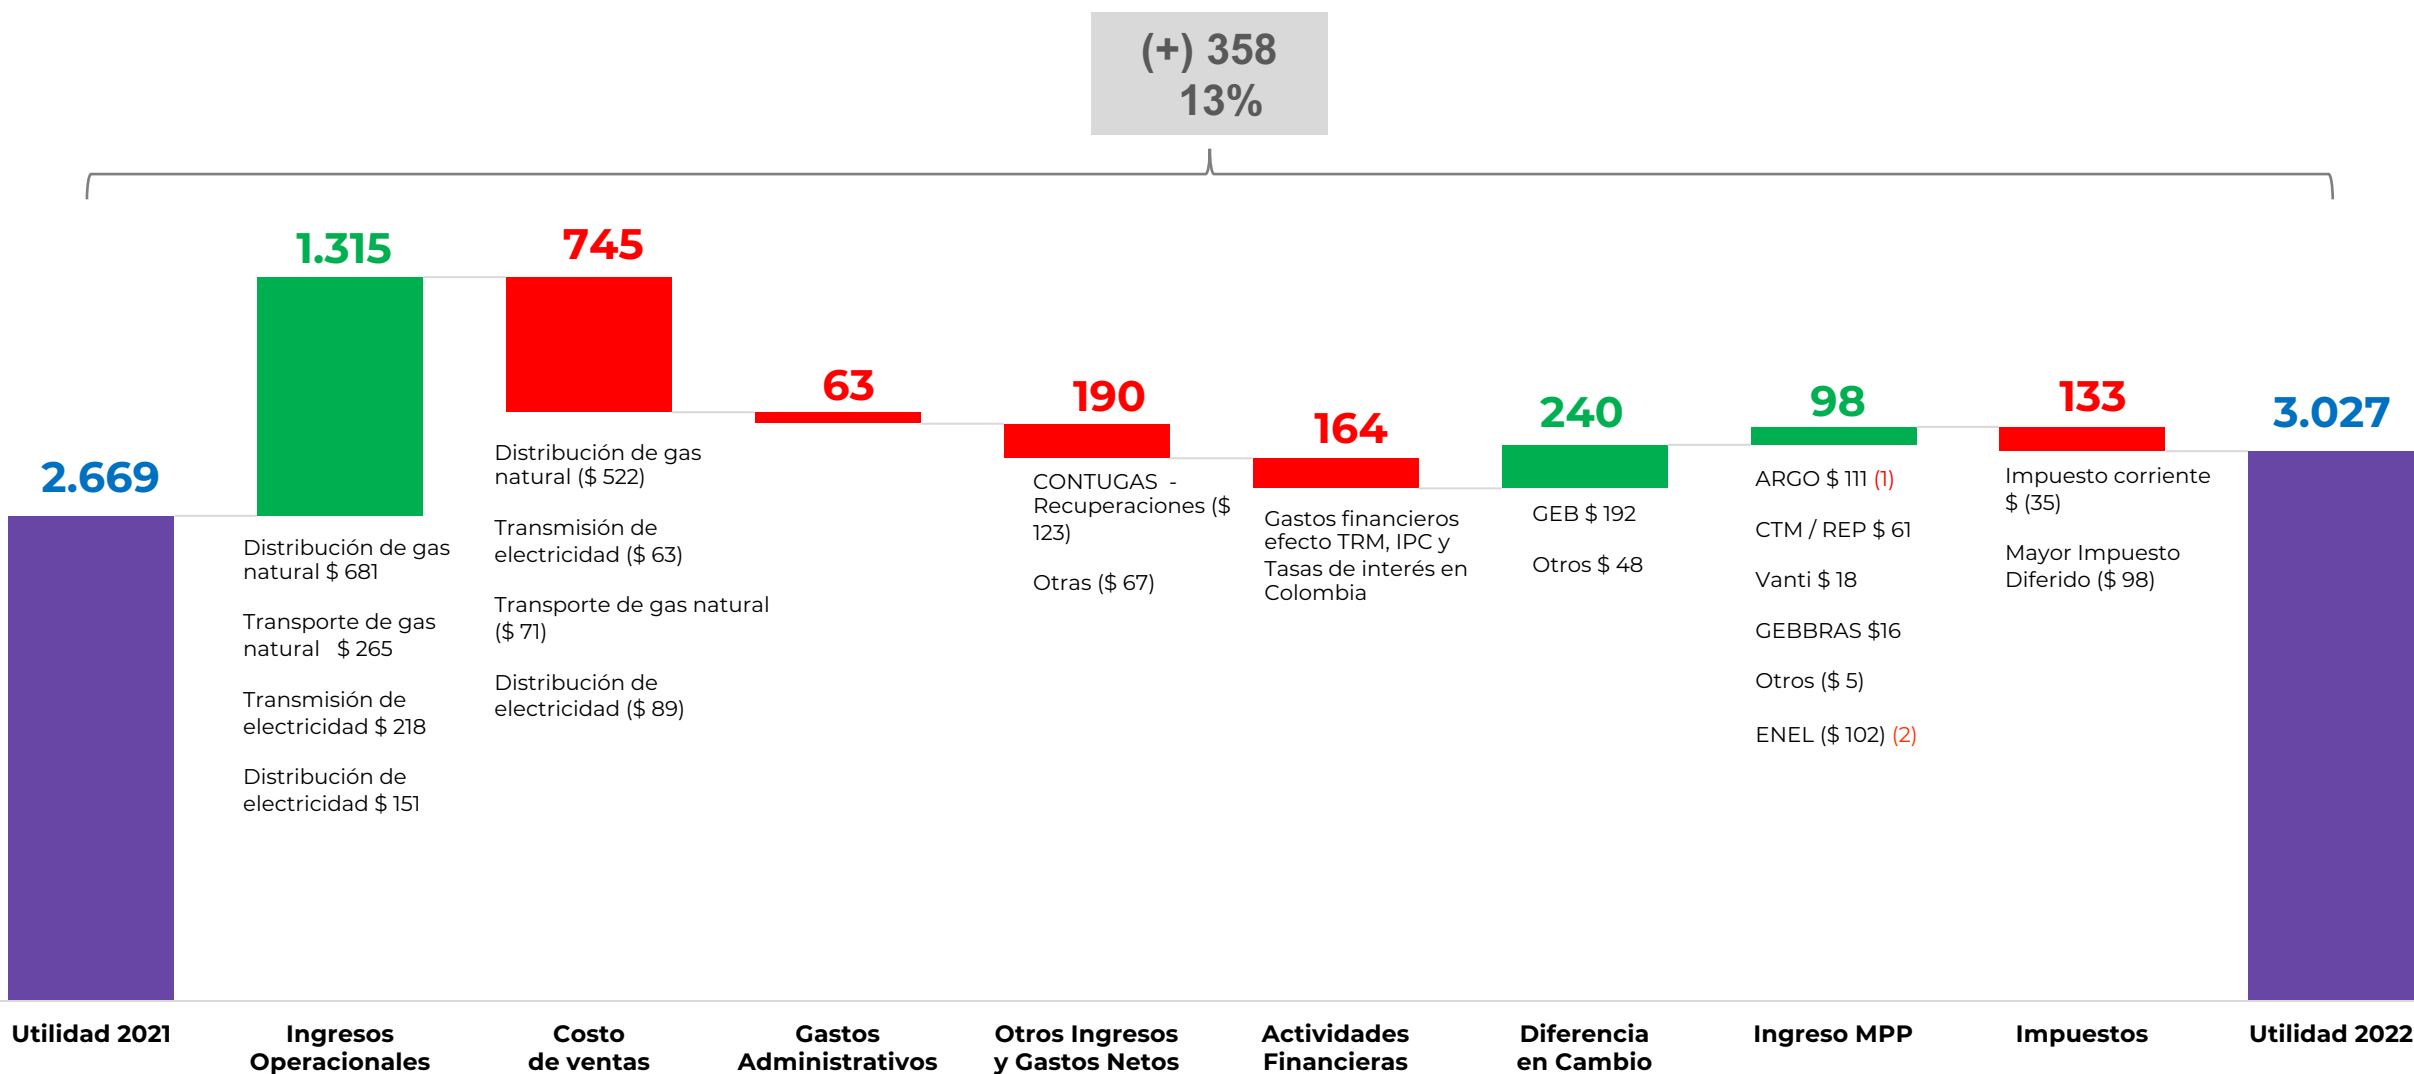 (+) 358
13%
2.669
1.315
Distribución de gas
natural $ 681
Transporte de gas
natural $ 265
Transmisión de
electricidad $ 218
Distribución de
electricidad $ 151
745
Distribución de gas
natural ($ 522)
Transmisión de
electricidad ($ 63)
Transporte de gas natural
($ 71)
Distribución de
electricidad ($ 89)
63
190
CONTUGAS -
Recuperaciones ($
123)
Otras ($ 67)
164
Gastos financieros
efecto TRM, IPC y
Tasas de interés en
Colombia
240
GEB $ 192
Otros $ 48
98
ARGO $ 111 (1)
CTM / REP $ 61
Vanti $ 18
GEBBRAS $16
Otros ($ 5)
ENEL ($ 102) (2)
133
Impuesto corriente
$ (35)
Mayor Impuesto
Diferido ($ 98)
3.027
Utilidad 2021
Ingresos
Operacionales
Costo
de ventas
Gastos
Administrativos
Otros Ingresos
y Gastos Netos
Actividades
Financieras
Diferencia
en Cambio
Ingreso MPP
Impuestos
Utilidad 2022